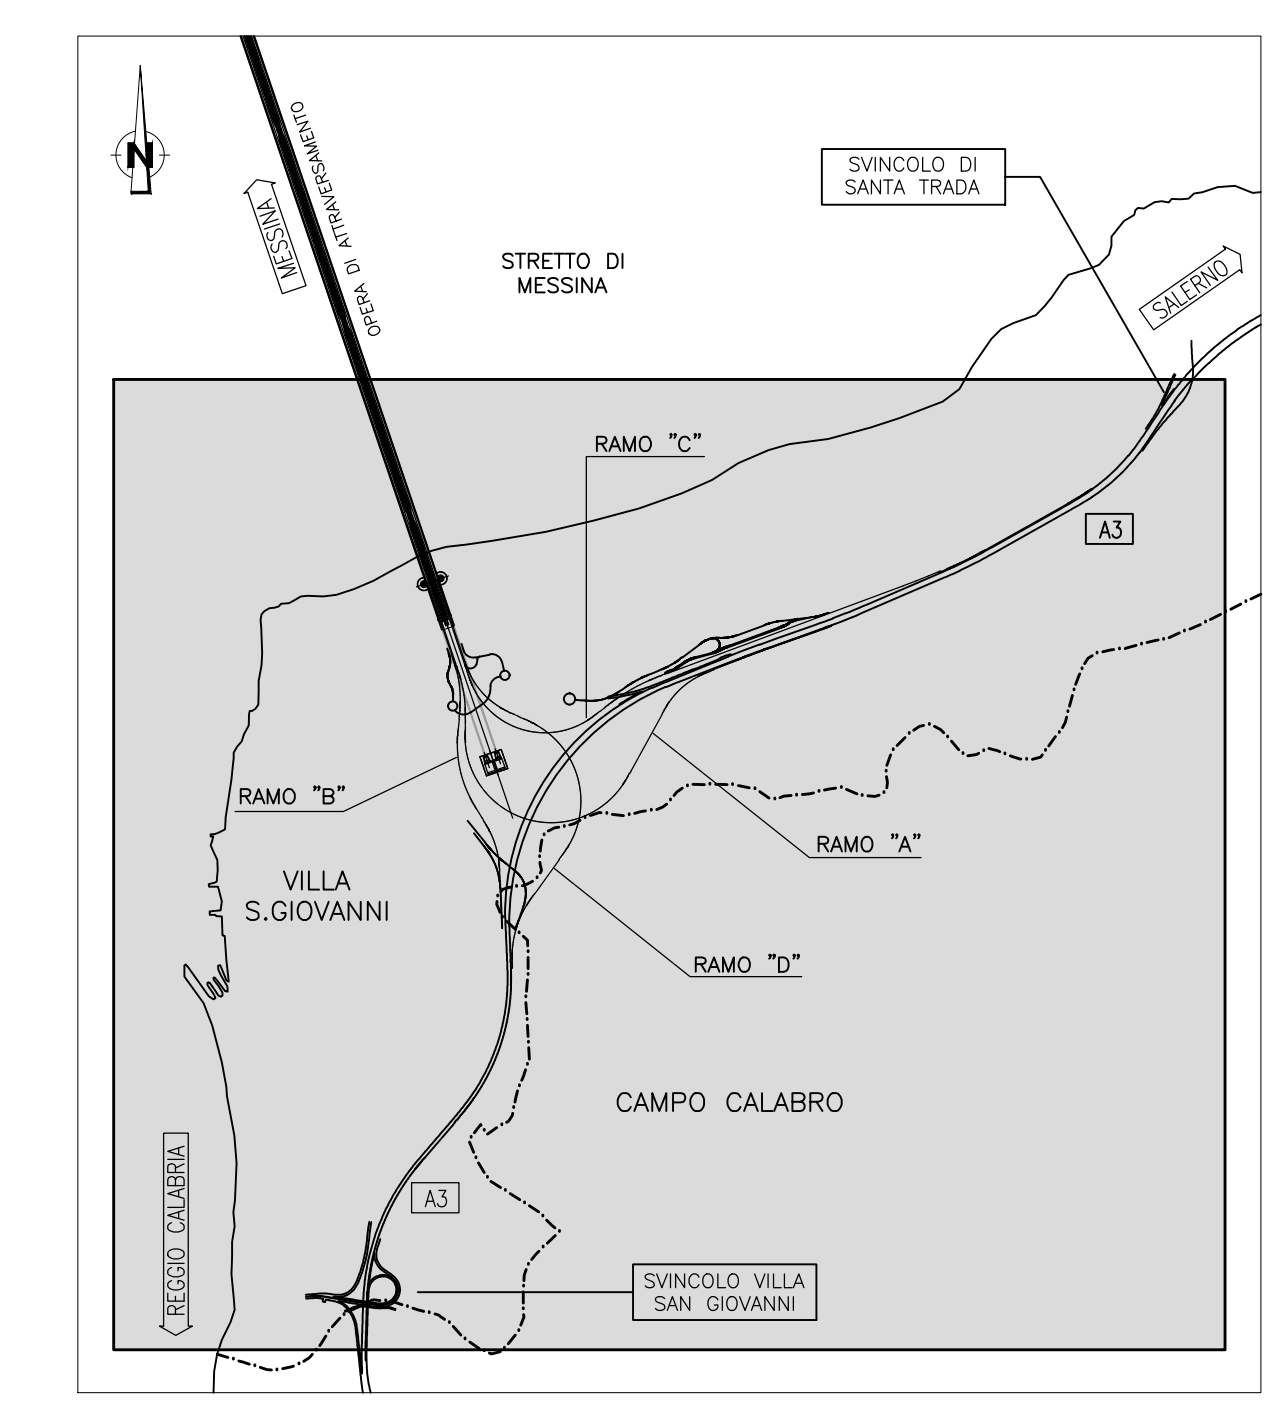 OPERA DI ATTRAVERSAMENTO
N
SVINCOLO DI
SANTA TRADA
MESSINA
STRETTO DI
MESSINA
SALERNO
RAMO "C"
A3
RAMO "B"
RAMO "A"
VILLA
S.GIOVANNI
RAMO "D"
CAMPO CALABRO
REGGIO CALABRIA
A3
SVINCOLO VILLA
SAN GIOVANNI